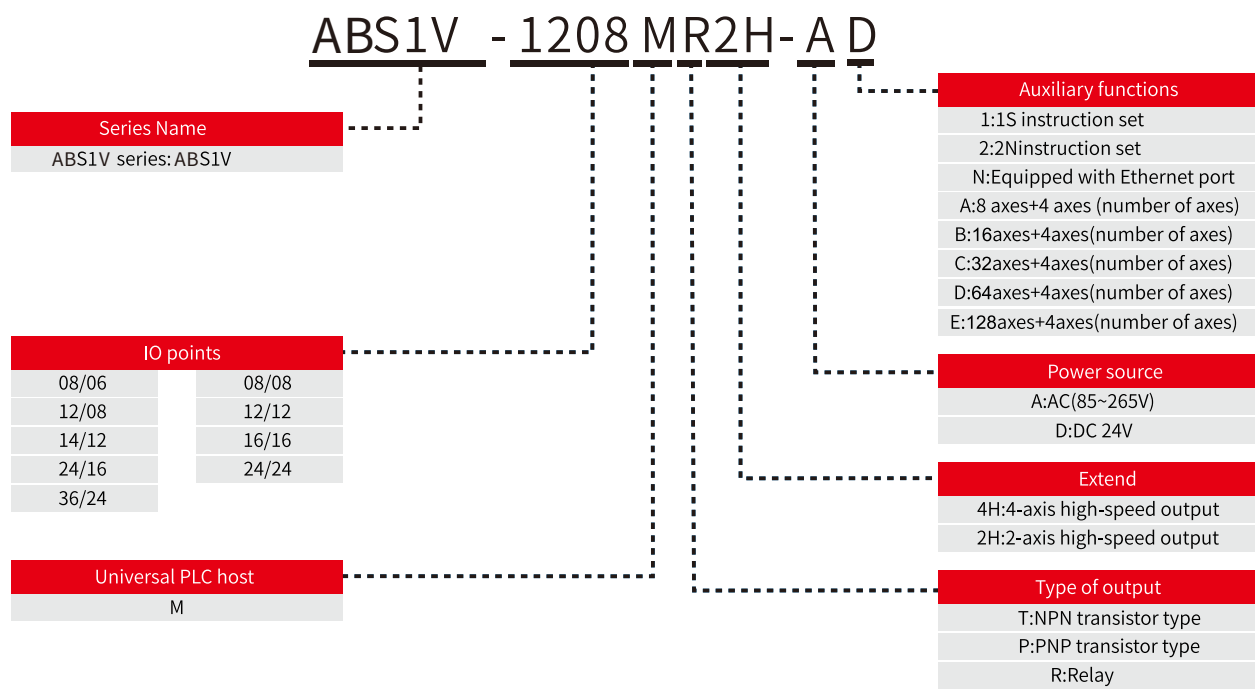 ABS1V - 1208 M R 2H - A D
Series Name
ABS1V series: ABS1V
IO points
08/06 08/08
12/08 12/12
14/12 16/16
24/16 24/24
36/24
Universal PLC host
M
Auxiliary functions
1:1S instruction set
2:2Ninstruction set
N:Equipped with Ethernet port
A:8 axes+4 axes (number of axes)
B:16axes+4axes(number of axes)
C:32axes+4axes(number of axes)
D:64axes+4axes(number of axes)
E:128axes+4axes(number of axes)
Power source
A:AC(85~265V)
D:DC 24V
Extend
4H:4-axis high-speed output
2H:2-axis high-speed output
Type of output
T:NPN transistor type
P:PNP transistor type
R:Relay